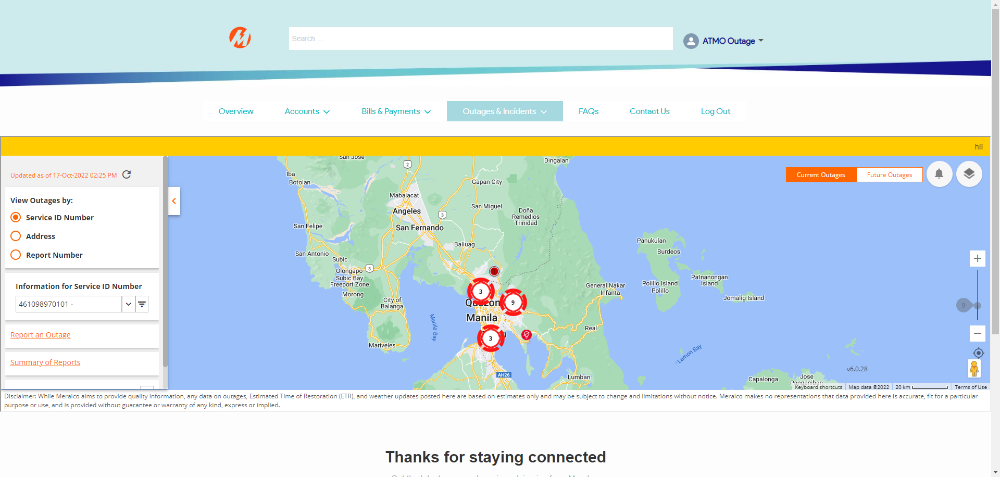 Search ...
ATMO Outage
Overview
Accounts
Bills & Payments
Outages & Incidents
FAQs
Contact Us
Log Out
hii
Updated as of 17-Oct-2022 02:25 PM
View Outages by:
Service ID Number
Address
Report Number
Information for Service ID Number
461098970101 -
Report an Outage
Summary of Reports
Current Outages
Future Outages
San Jose
Dingalan
2
Iba
Botolan
Gapan City
Mabalacat
Angeles
San Miguel
3
Doña
Remedios
Trinidad
San Felipe
San Fernando
Baliuag
Panukulan
Burdeos
San Antonio
Subic
Olongapo
3
Subic Bay
Freeport Zone
Morong
City of
Balanga
Patnanongan
Island
Polillo Island
Polillo
General Nakar
Infanta
Jomalig Island
3
9
Manila
Manila Bay
Real
3
Mariveles
Lamon Bay
9
AH26
Lumban
v6.0.28
Capalonga
Jose
Panganiban
Keyboard shortcuts
Map data ©2022
20 km
Terms of Use
Disclaimer: While Meralco aims to provide quality information, any data on outages, Estimated Time of Restoration (ETR), and weather updates posted here are based on estimates only and may be subject to change and limitations without notice. Meralco makes no representations that data provided here is accurate, fit for a particular
purpose or use, and is provided without guarantee or warranty of any kind, express or implied.
Thanks for staying connected